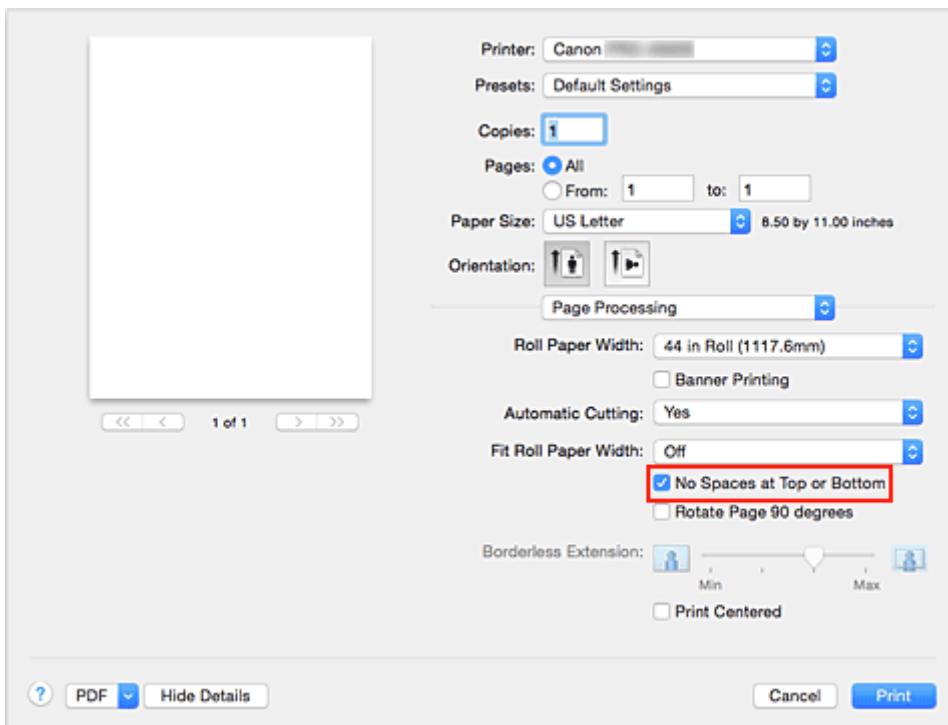 Printer: Canon
Presets: Default Settings
Copies: 1
Pages: All
From: 1 to: 1
Paper Size: US Letter 8.50 by 11.00 inches
Orientation:
Page Processing
Roll Paper Width: 44 in Roll (1117.6mm)
Banner Printing
<< < 1 of 1 > >>
Automatic Cutting: Yes
Fit Roll Paper Width: Off
No Spaces at Top or Bottom
Rotate Page 90 degrees
Borderless Extension:
Min Max
Print Centered
? PDF Hide Details Cancel Print